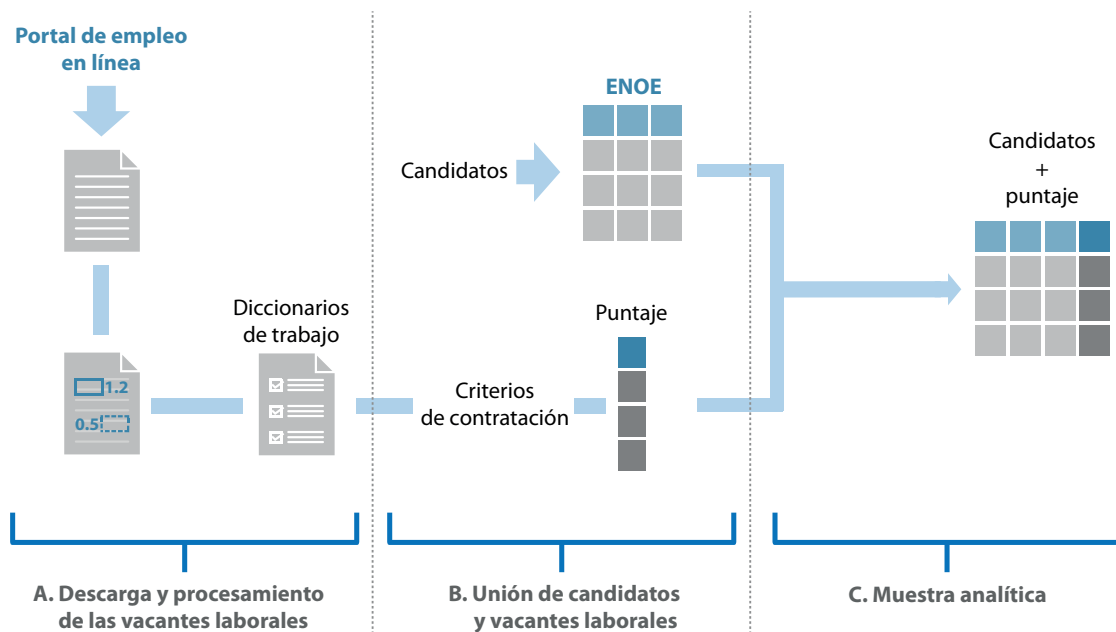 Portal de empleo
en línea
1.2
0.5
Diccionarios
de trabajo
A. Descarga y procesamiento
de las vacantes laborales
ENOE
Candidatos
Puntaje
Criterios
de contratación
B. Unión de candidatos
y vacantes laborales
Candidatos
+
puntaje
C. Muestra analítica